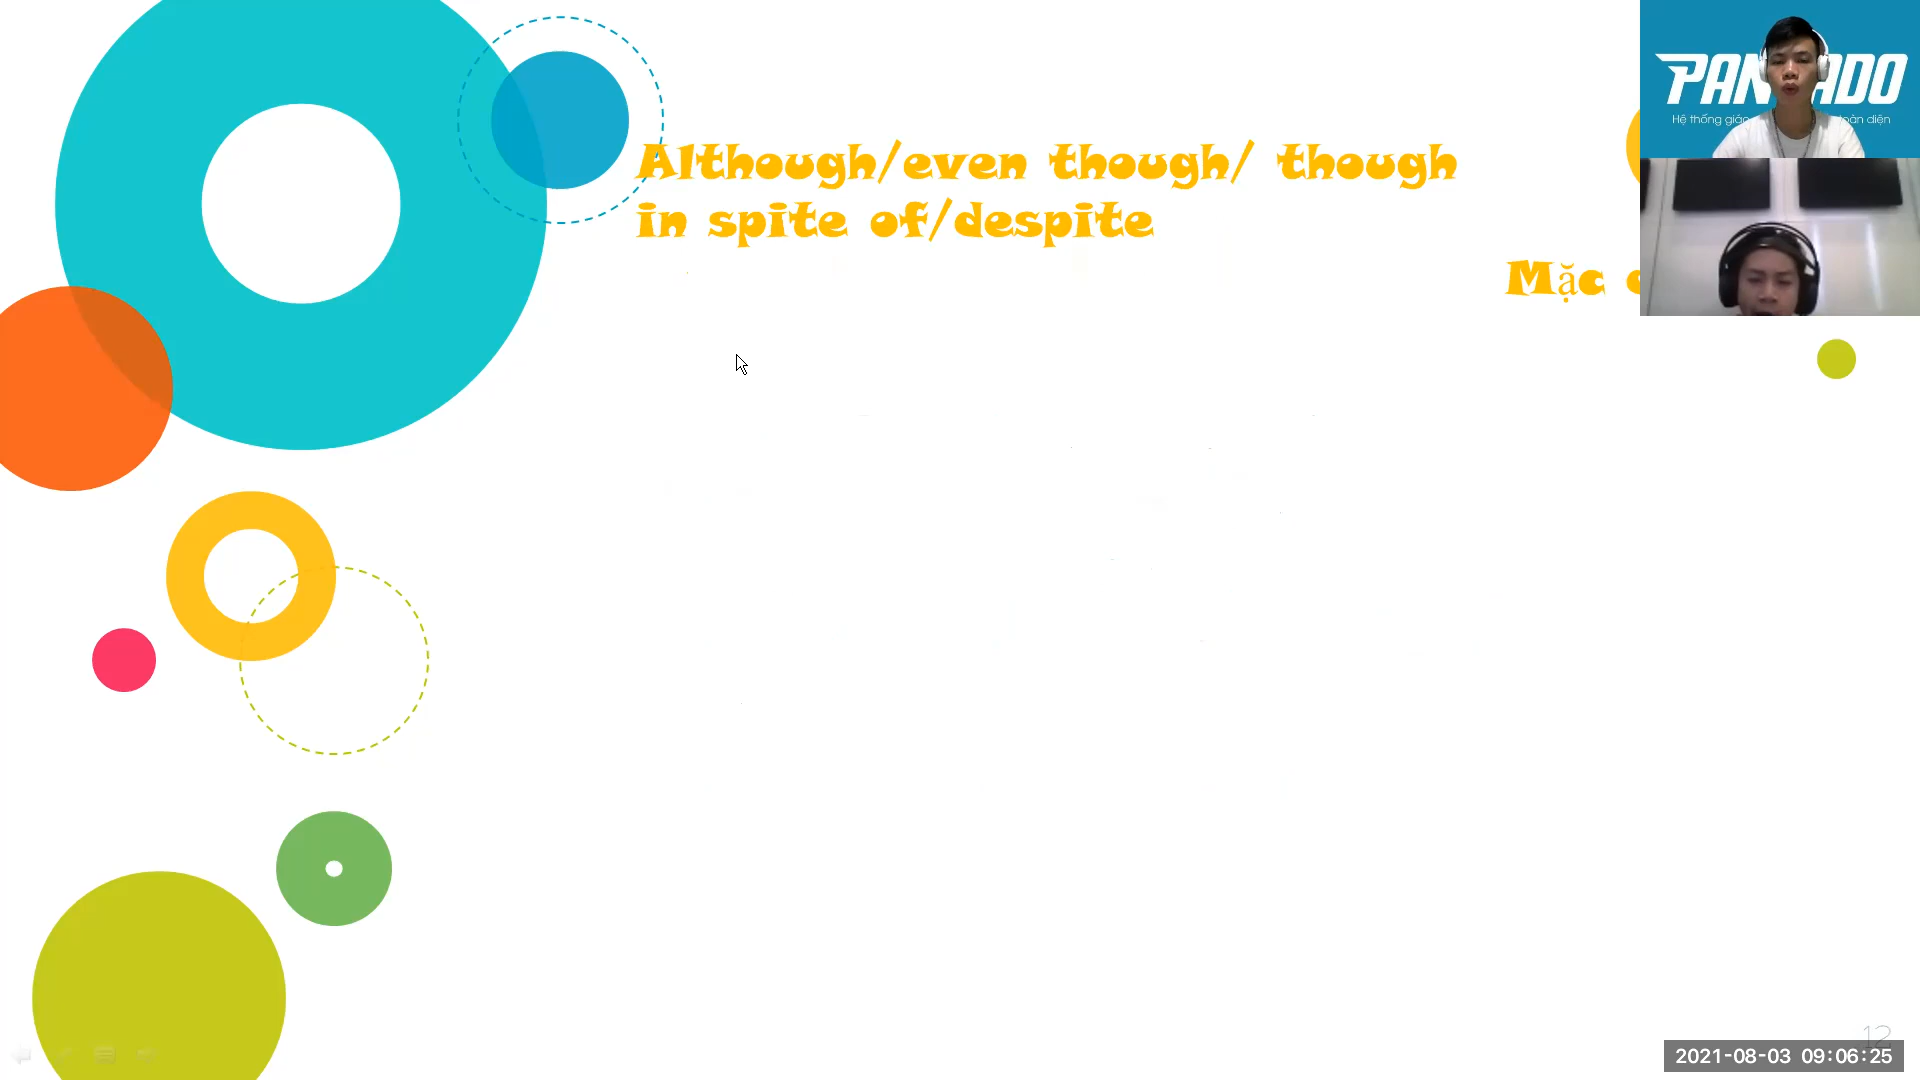 Although/even though/ though
in spite of/despite
Mặc
PAN ADO
Hệ thống giáo oàn diện
12
2021-08-03 09:06:25